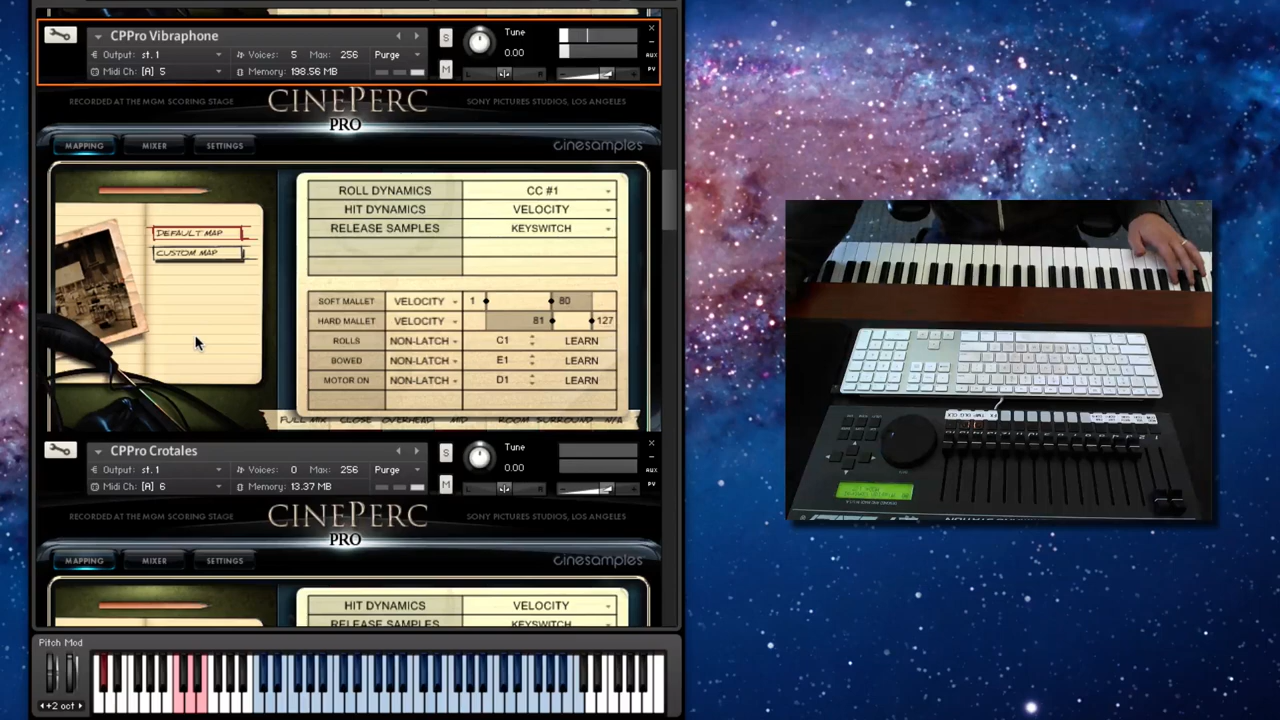 CPPro Vibraphone
S
Tune
Output: st.1 Voices: 5 Max: 256 Purge
0.00
AUX
Midi Ch: [A] 5 Memory: 198.56 MB
M
L R
PV
RECORDED AT THE MGM SCORING STAGE CINEPERC SONY PICTURES STUDIOS, LOS ANGELES
PRO
MAPPING MIXER SETTINGS cinesamples
ROLL DYNAMICS CC #1
HIT DYNAMICS VELOCITY
RELEASE SAMPLES KEYSWITCH
DEFAULT MAP
CUSTOM MAP
SOFT MALLET VELOCITY 1 80
HARD MALLET VELOCITY 81 127
ROLLS NON-LATCH C1 LEARN
BOWED NON-LATCH E1 LEARN
MOTOR ON NON-LATCH D1 LEARN
FULL MIX CLOSE OVERHEAD MID ROOM SURROUND N/A
CPPro Crotales
S
Tune
Output: st.1 Voices: 0 Max: 256 Purge
0.00
AUX
Midi Ch: [A] 6 Memory: 13.37 MB
M
L R
PV
RECORDED AT THE MGM SCORING STAGE CINEPERC SONY PICTURES STUDIOS, LOS ANGELES
PRO
MAPPING MIXER SETTINGS cinesamples
HIT DYNAMICS VELOCITY
RELEASE SAMPLES KEYSWITCH
Pitch Mod
+2 oct